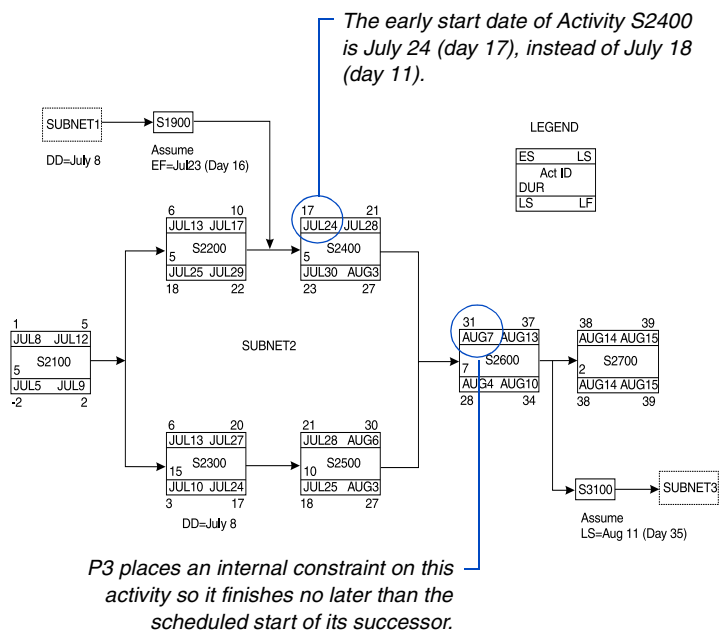 The early start date of Activity S2400
is July 24 (day 17), instead of July 18
(day 11).
SUBNET1
S1900
DD=July 8
Assume
EF=Jul23 (Day 16)
LEGEND
ES LS
Act ID
DUR
LS LF
6 10
JUL13 JUL17
S2200
5
JUL25 JUL29
18 22
17 21
JUL24 JUL28
S2400
5
JUL30 AUG3
23 27
1 5
JUL8 JUL12
S2100
5
JUL5 JUL9
-2 2
SUBNET2
31 37
AUG7 AUG13
S2600
7
AUG4 AUG10
28 34
38 39
AUG14 AUG15
S2700
2
AUG14 AUG15
38 39
6 20
JUL13 JUL27
S2300
15
JUL10 JUL24
3 17
DD=July 8
21 30
JUL28 AUG6
S2500
10
JUL25 AUG3
18 27
S3100
SUBNET3
Assume
LS=Aug 11 (Day 35)
P3 places an internal constraint on this
activity so it finishes no later than the
scheduled start of its successor.